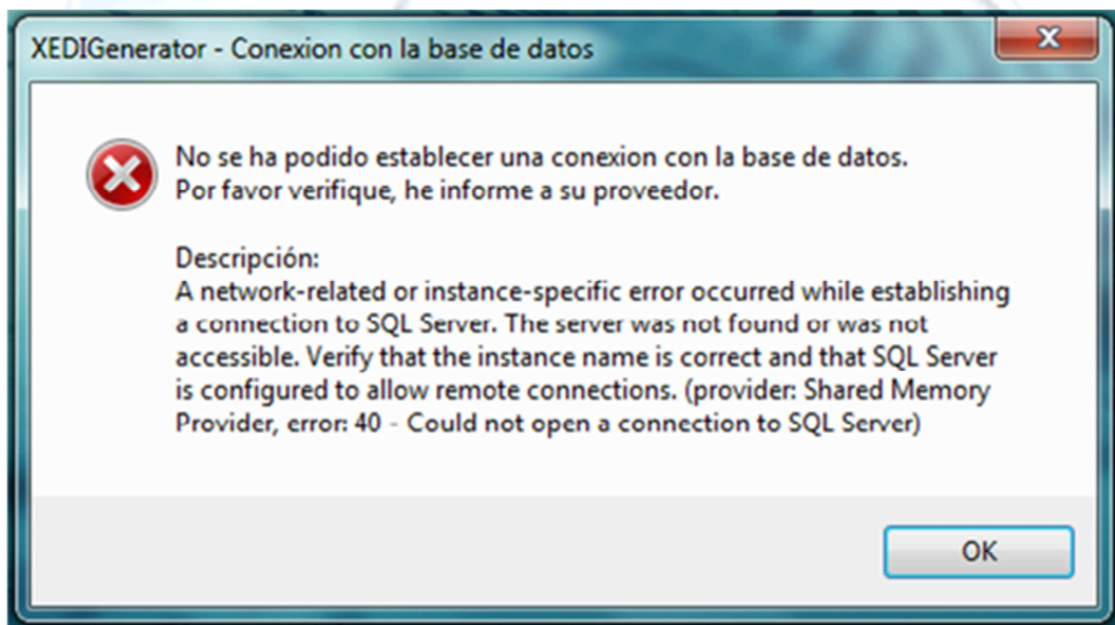 XEDIGenerator - Conexion con la base de datos
No se ha podido establecer una conexion con la base de datos.
Por favor verifique, he informe a su proveedor.
Descripción:
A network-related or instance-specific error occurred while establishing
a connection to SQL Server. The server was not found or was not
accessible. Verify that the instance name is correct and that SQL Server
is configured to allow remote connections. (provider: Shared Memory
Provider, error: 40 - Could not open a connection to SQL Server)
OK